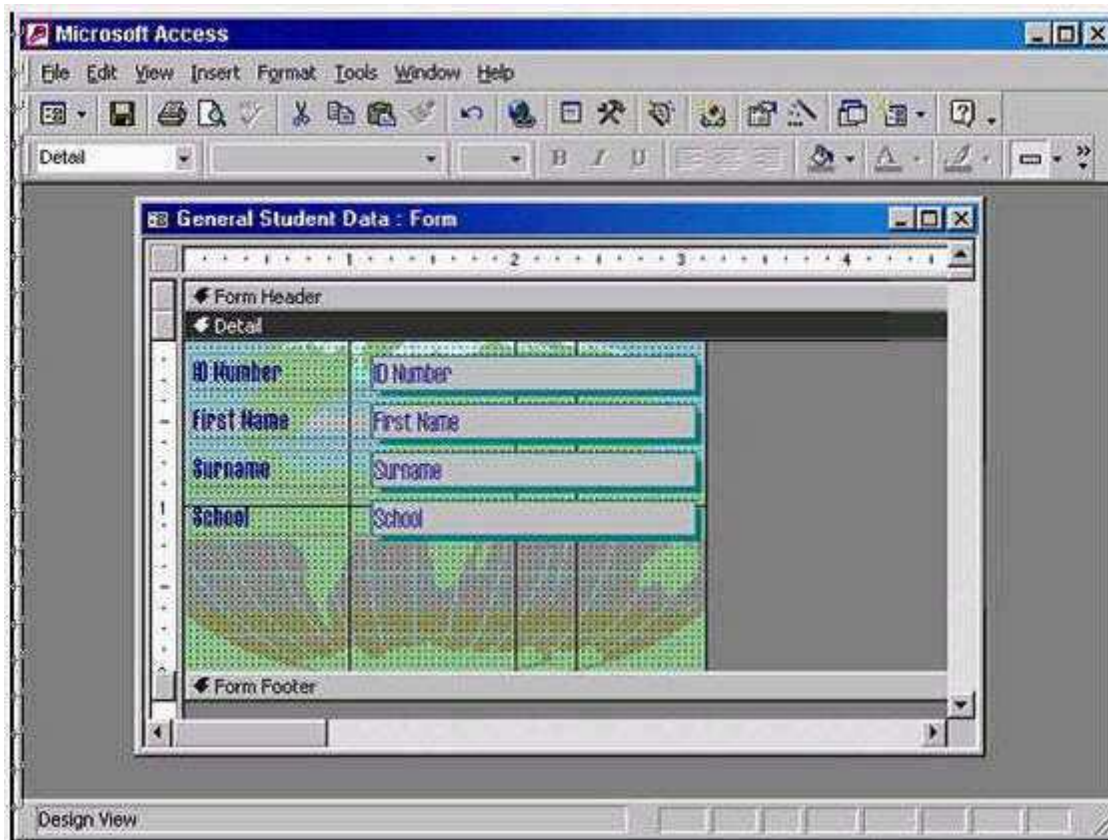 Microsoft Access
File Edit View Insert Format Tools Window Help
Detail B I U
General Student Data : Form
1 2 3 4
Form Header
Detail
ID Number ID Number
First Name First Name
Surname Surname
1
School School
Form Footer
Design View